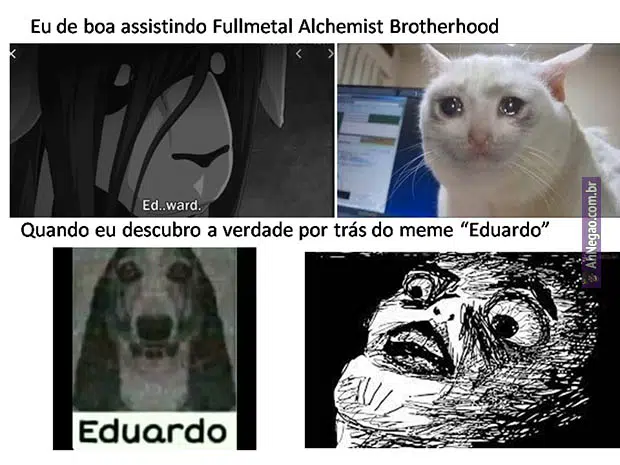 Eu de boa assistindo Fullmetal Alchemist Brotherhood
Ed..ward.
Quando eu descubro a verdade por trás do meme “Eduardo”
Eduardo
AhNegao.com.br